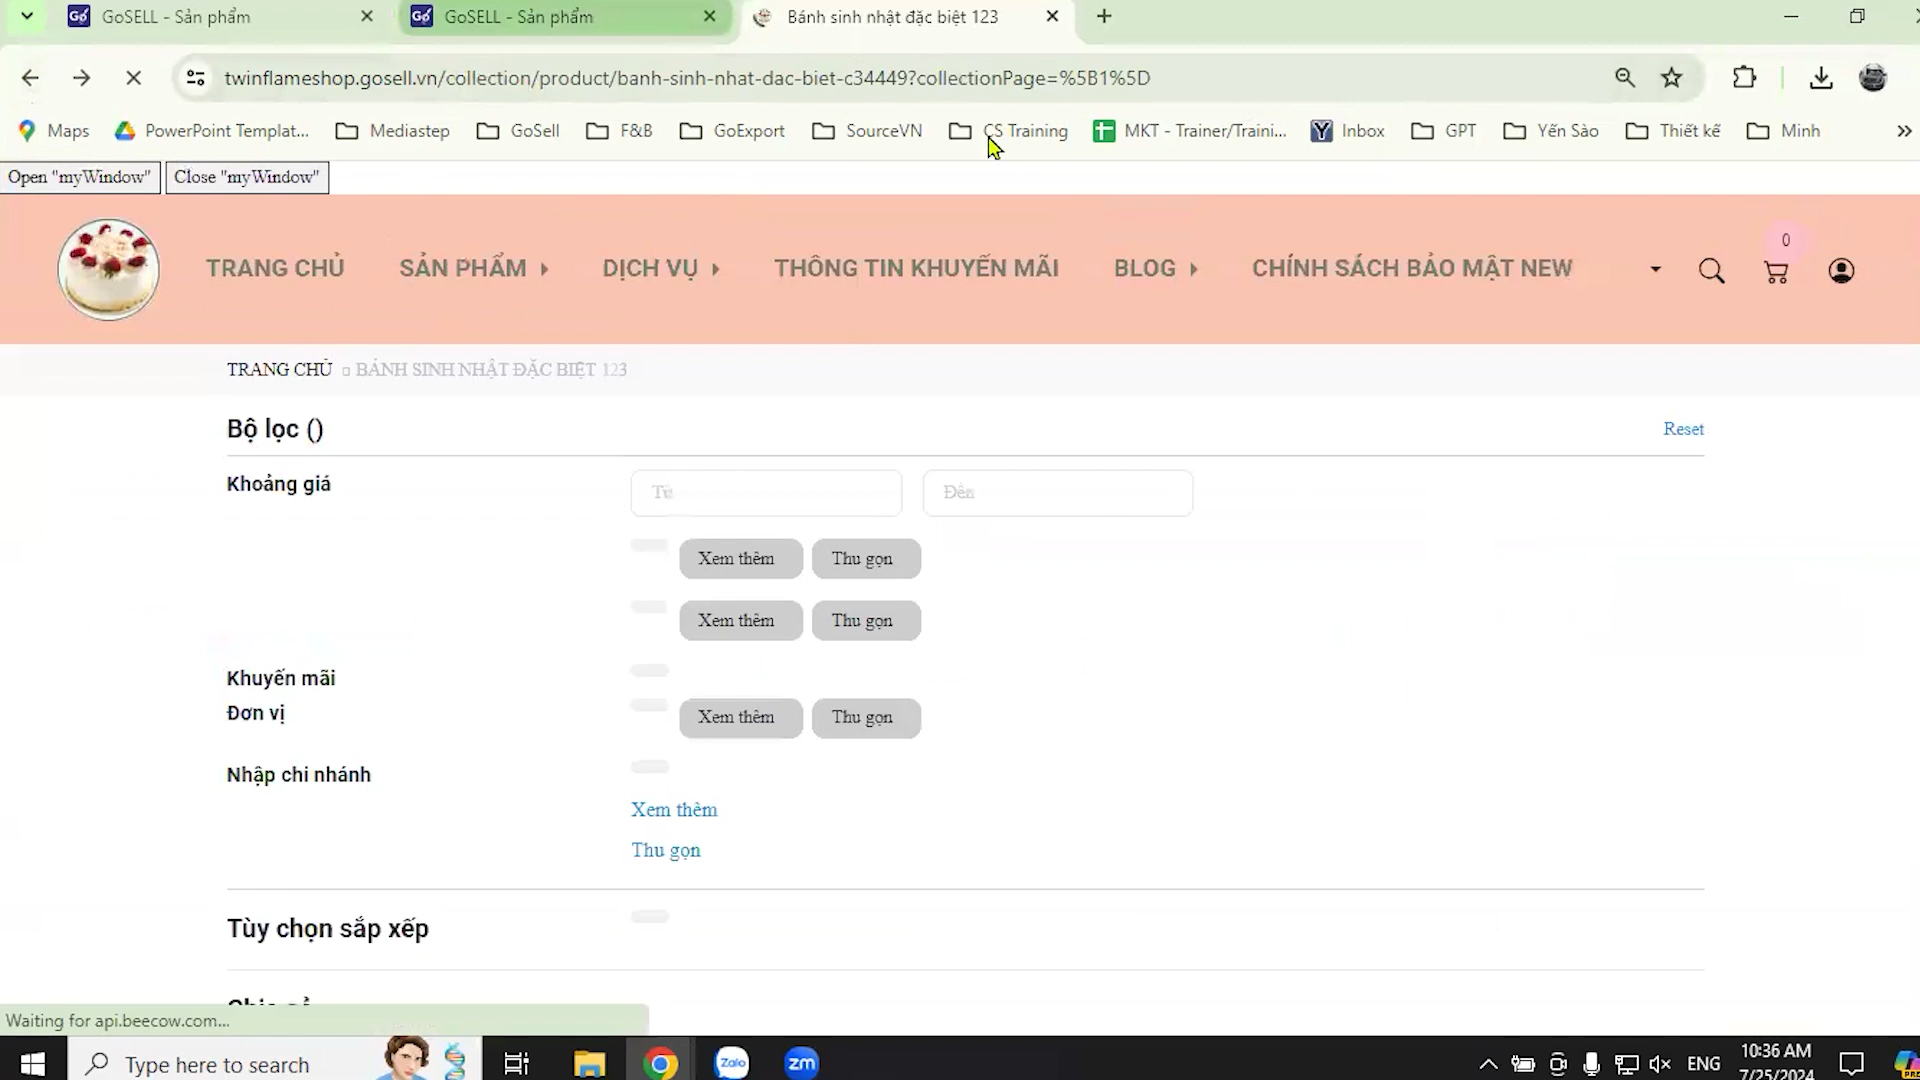 GoSELL - Sản phẩm
GoSELL - Sản phẩm
Bánh sinh nhật đặc biệt 123
twinflameshop.gosell.vn/collection/product/banh-sinh-nhat-dac-biet-c34449?collectionPage=%5B1%5D
Maps PowerPoint Templat... Mediastep GoSell F&B GoExport SourceVN CS Training MKT - Trainer/Traini... Inbox GPT Yến Sào Thiết kế Minh »
Open "myWindow" Close "myWindow"
0
TRANG CHỦ SẢN PHẨM DỊCH VỤ THÔNG TIN KHUYẾN MÃI BLOG CHÍNH SÁCH BẢO MẬT NEW
TRANG CHỦ BÁNH SINH NHẬT ĐẶC BIỆT 123
Bộ lọc () Reset
Khoảng giá Từ Đến
Xem thêm Thu gọn
Xem thêm Thu gọn
Khuyến mãi
Đơn vị Xem thêm Thu gọn
Nhập chi nhánh
Xem thêm
Thu gọn
Tùy chọn sắp xếp
Waiting for api.beecow.com...
Type here to search Zalo zm ENG 10:36 AM
7/25/2024